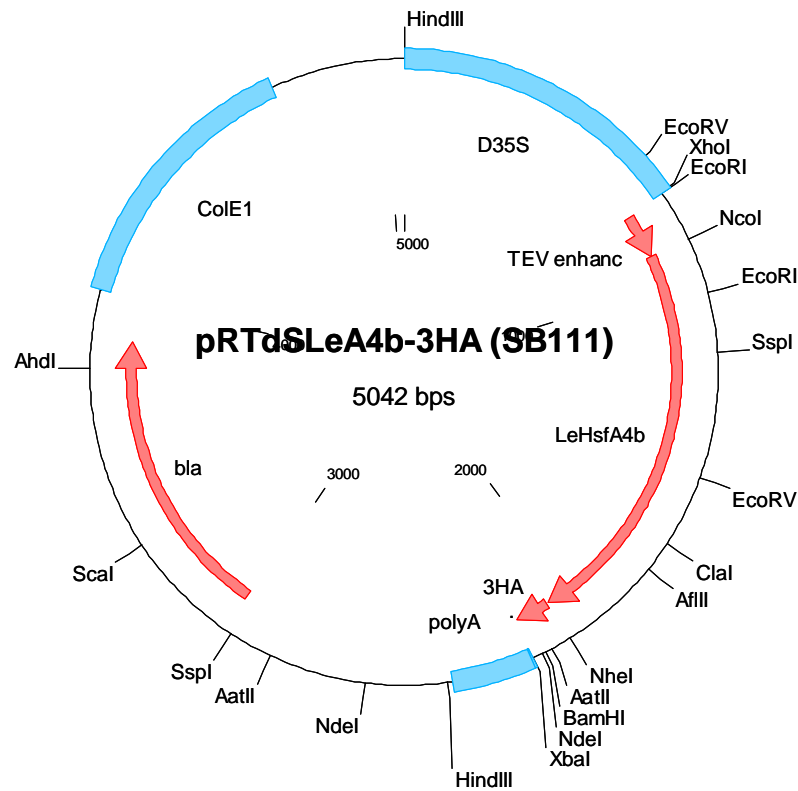 HindIII
EcoRV
XhoI
D35S
EcoRI
ColE1
NcoI
5000
TEV enhanc
EcoRI
pRTdSLeA4b-3HA (SB111)
SspI
AhdI
5042 bps
LeHsfA4b
bla
3000
2000
EcoRV
ScaI
ClaI
3HA
AflII
polyA
SspI
NheI
AatII
AatII
BamHI
NdeI
NdeI
XbaI
HindIII